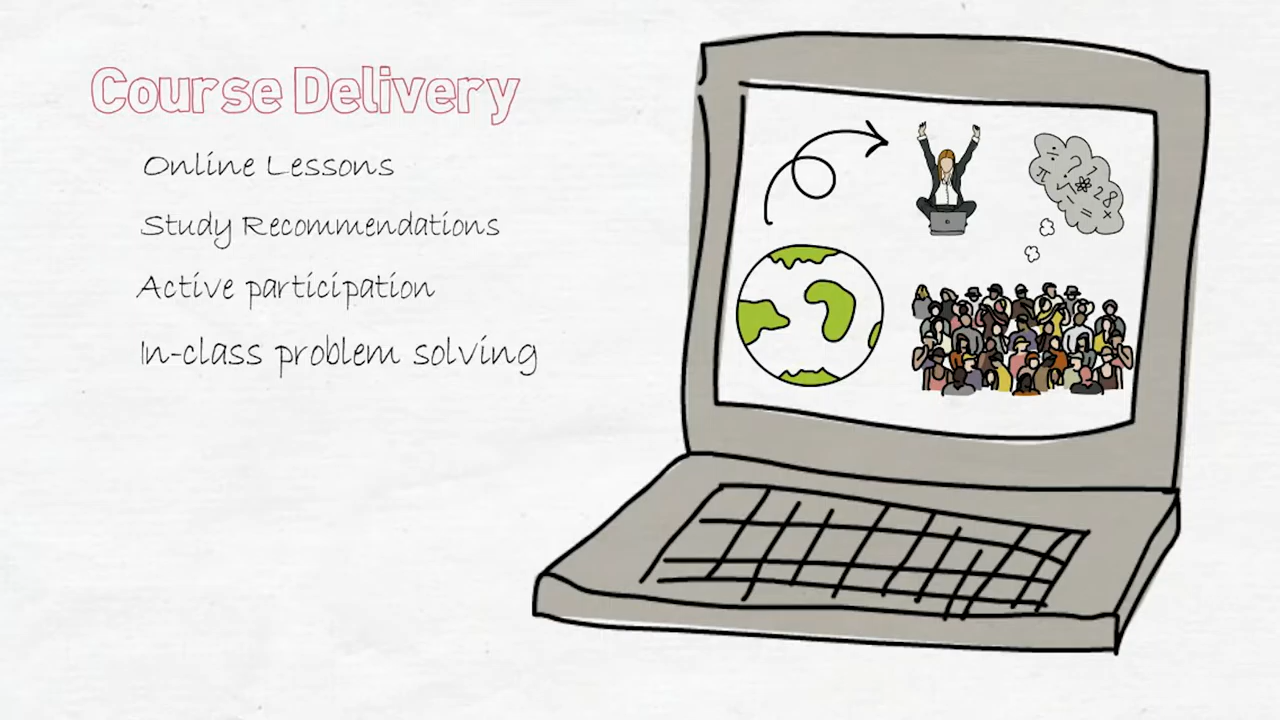 Course Delivery
Online Lessons
Study Recommendations
Active participation
In-class problem solving